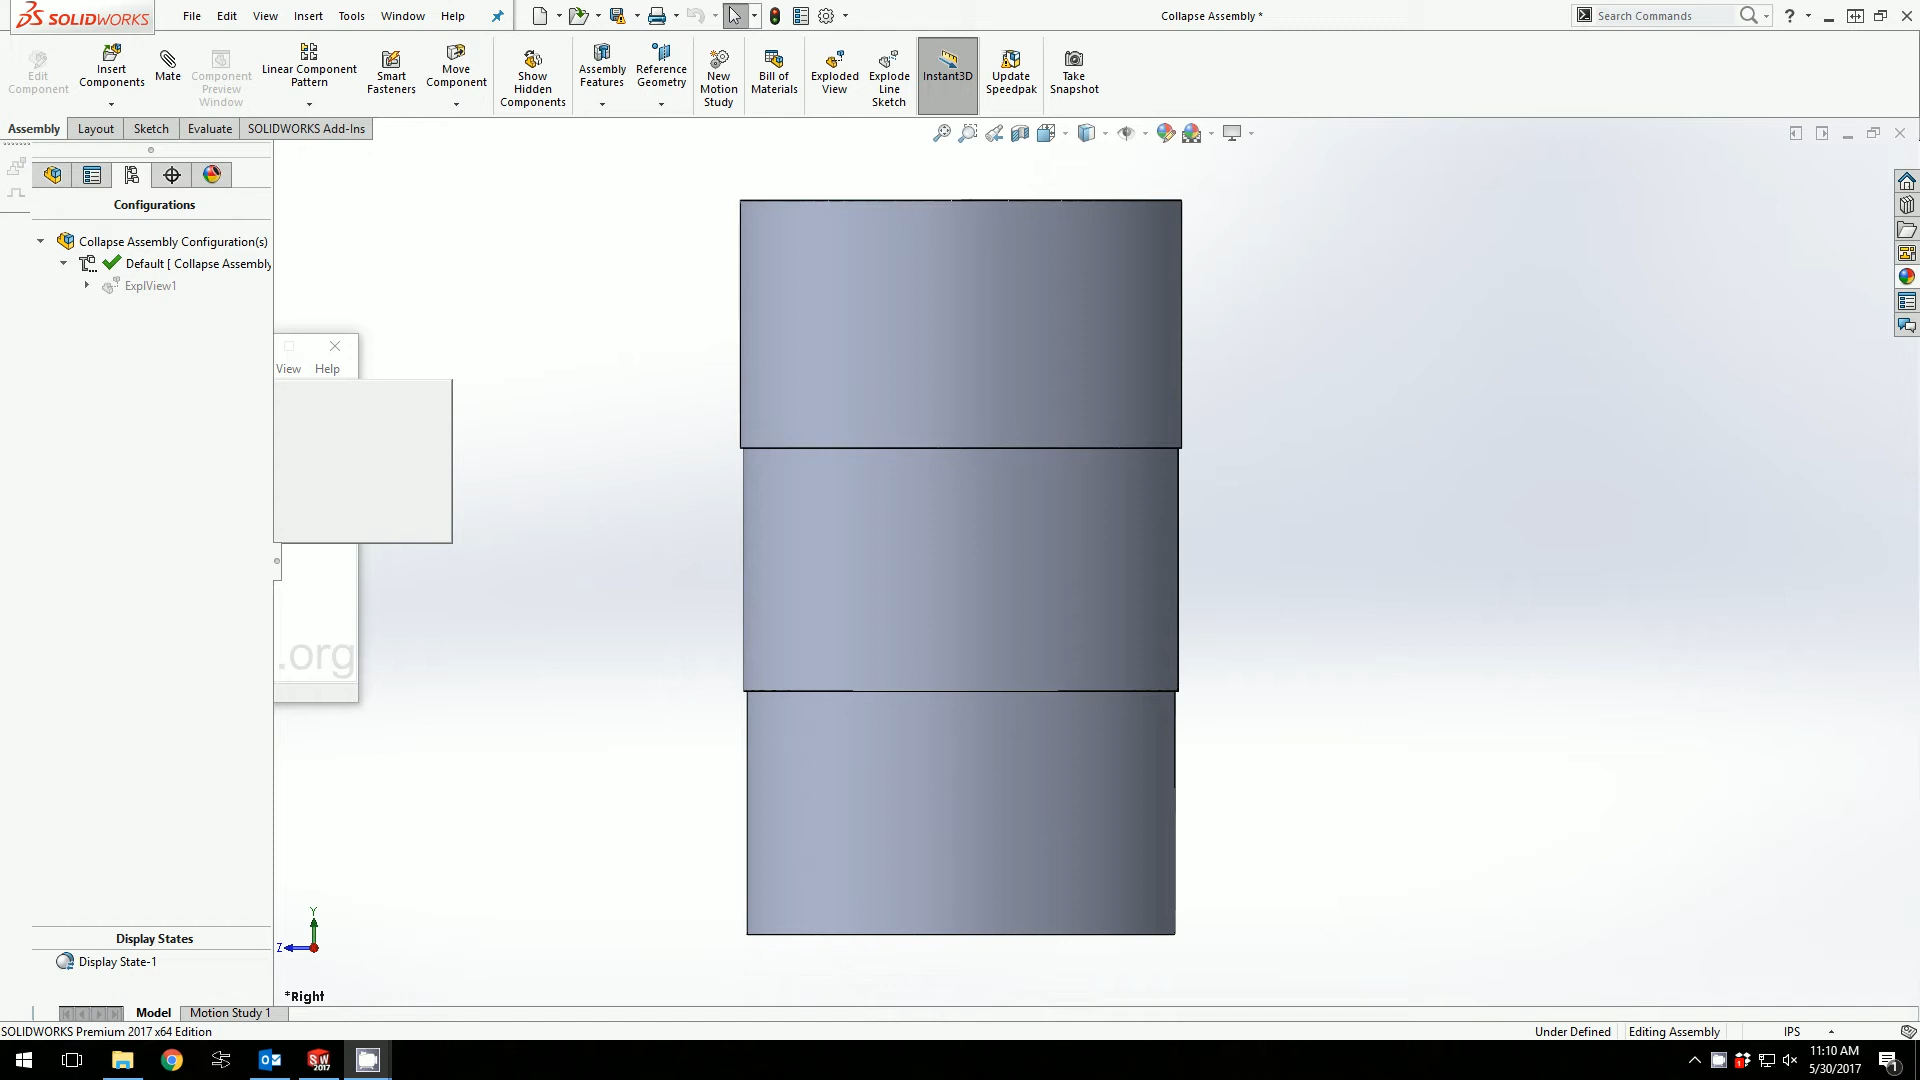 SOLIDWORKS
File Edit View Insert Tools Window Help
Collapse Assembly *
Search Commands
Edit Component
Insert Components
Mate
Component Preview Window
Linear Component Pattern
Smart Fasteners
Move Component
Show Hidden Components
Assembly Features
Reference Geometry
New Motion Study
Bill of Materials
Exploded View
Explode Line Sketch
Instant3D
Update Speedpak
Take Snapshot
Assembly Layout Sketch Evaluate SOLIDWORKS Add-Ins
Configurations
Collapse Assembly Configuration(s)
Default [ Collapse Assembly
ExplView1
View Help
.org
Y
Z
Display States
Display State-1
*Right
Model Motion Study 1
SOLIDWORKS Premium 2017 x64 Edition
Under Defined Editing Assembly IPS
11:10 AM
5/30/2017